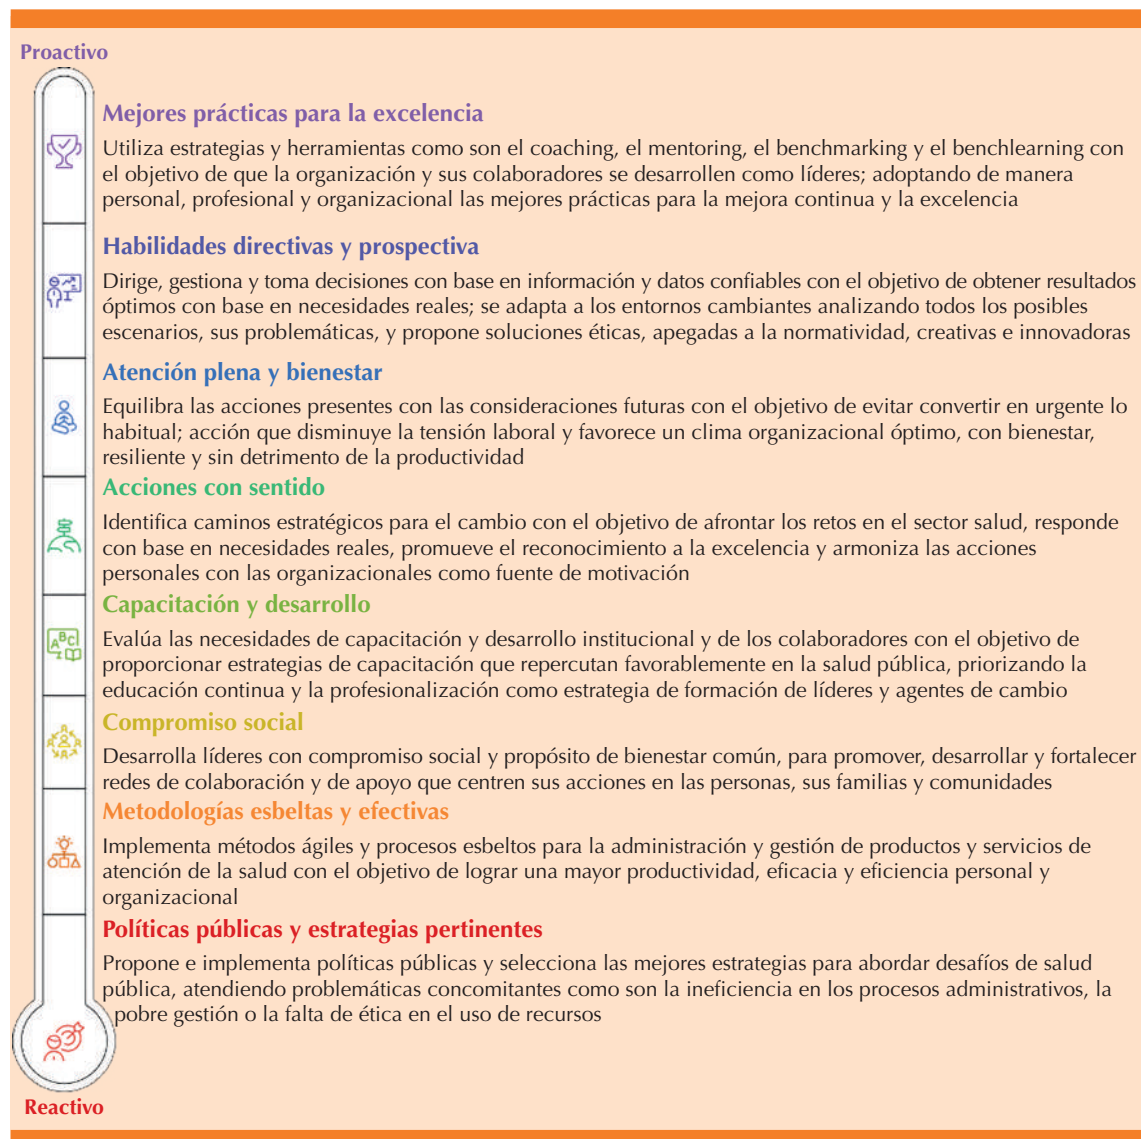 Proactivo
Mejores prácticas para la excelencia
Utiliza estrategias y herramientas como son el coaching, el mentoring, el benchmarking y el benchlearning con
el objetivo de que la organización y sus colaboradores se desarrollen como líderes; adoptando de manera
personal, profesional y organizacional las mejores prácticas para la mejora continua y la excelencia
Habilidades directivas y prospectiva
Dirige, gestiona y toma decisiones con base en información y datos confiables con el objetivo de obtener resultados
óptimos con base en necesidades reales; se adapta a los entornos cambiantes analizando todos los posibles
escenarios, sus problemáticas, y propone soluciones éticas, apegadas a la normatividad, creativas e innovadoras
Atención plena y bienestar
Equilibra las acciones presentes con las consideraciones futuras con el objetivo de evitar convertir en urgente lo
habitual; acción que disminuye la tensión laboral y favorece un clima organizacional óptimo, con bienestar,
resiliente y sin detrimento de la productividad
Acciones con sentido
Identifica caminos estratégicos para el cambio con el objetivo de afrontar los retos en el sector salud, responde
con base en necesidades reales, promueve el reconocimiento a la excelencia y armoniza las acciones
personales con las organizacionales como fuente de motivación
Capacitación y desarrollo
ABC
Evalúa las necesidades de capacitación y desarrollo institucional y de los colaboradores con el objetivo de
proporcionar estrategias de capacitación que repercutan favorablemente en la salud pública, priorizando la
educación continua y la profesionalización como estrategia de formación de líderes y agentes de cambio
Compromiso social
Desarrolla líderes con compromiso social y propósito de bienestar común, para promover, desarrollar y fortalecer
redes de colaboración y de apoyo que centren sus acciones en las personas, sus familias y comunidades
Metodologías esbeltas y efectivas
Implementa métodos ágiles y procesos esbeltos para la administración y gestión de productos y servicios de
atención de la salud con el objetivo de lograr una mayor productividad, eficacia y eficiencia personal y
organizacional
Políticas públicas y estrategias pertinentes
Propone e implementa políticas públicas y selecciona las mejores estrategias para abordar desafíos de salud
pública, atendiendo problemáticas concomitantes como son la ineficiencia en los procesos administrativos, la
pobre gestión o la falta de ética en el uso de recursos
Reactivo